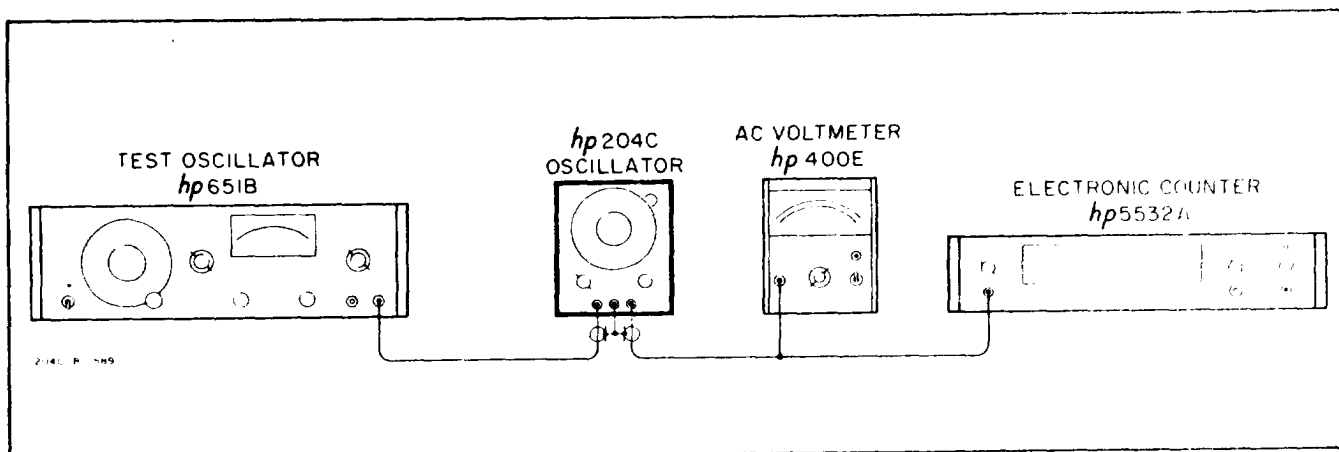 TEST OSCILLATOR
hp 651B
hp 204C
OSCILLATOR
AC VOLTMETER
hp 400E
ELECTRONIC COUNTER
hp 5532A